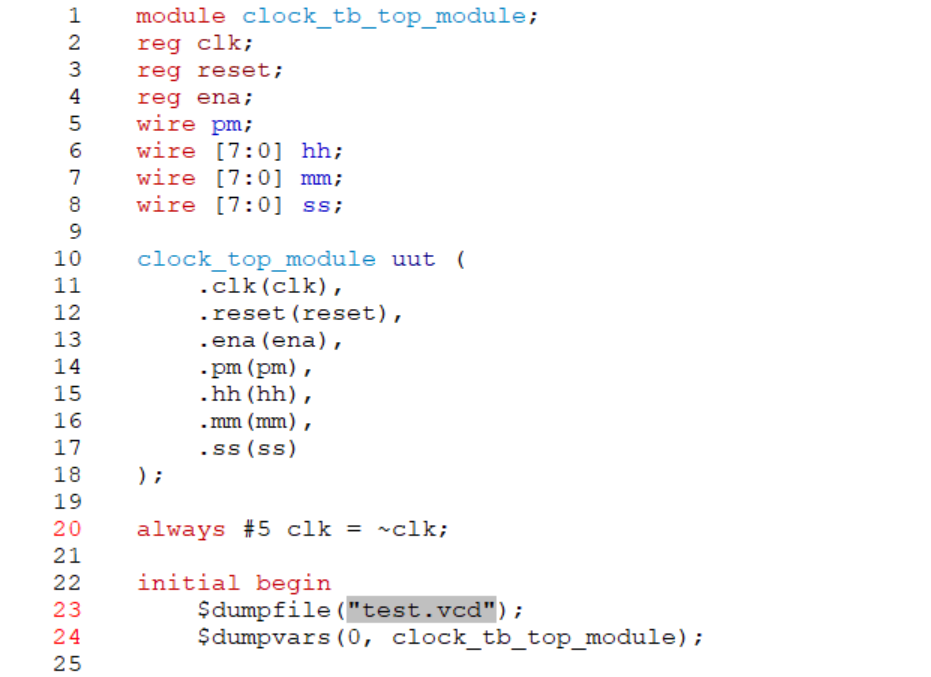 1 module clock_tb_top_module;
2 reg clk;
3 reg reset;
4 reg ena;
5 wire pm;
6 wire [7:0] hh;
7 wire [7:0] mm;
8 wire [7:0] ss;
9
10 clock_top_module uut (
11     .clk(clk),
12     .reset(reset),
13     .ena(ena),
14     .pm(pm),
15     .hh(hh),
16     .mm(mm),
17     .ss(ss)
18 );
19
20 always #5 clk = ~clk;
21
22 initial begin
23     $dumpfile("test.vcd");
24     $dumpvars(0, clock_tb_top_module);
25